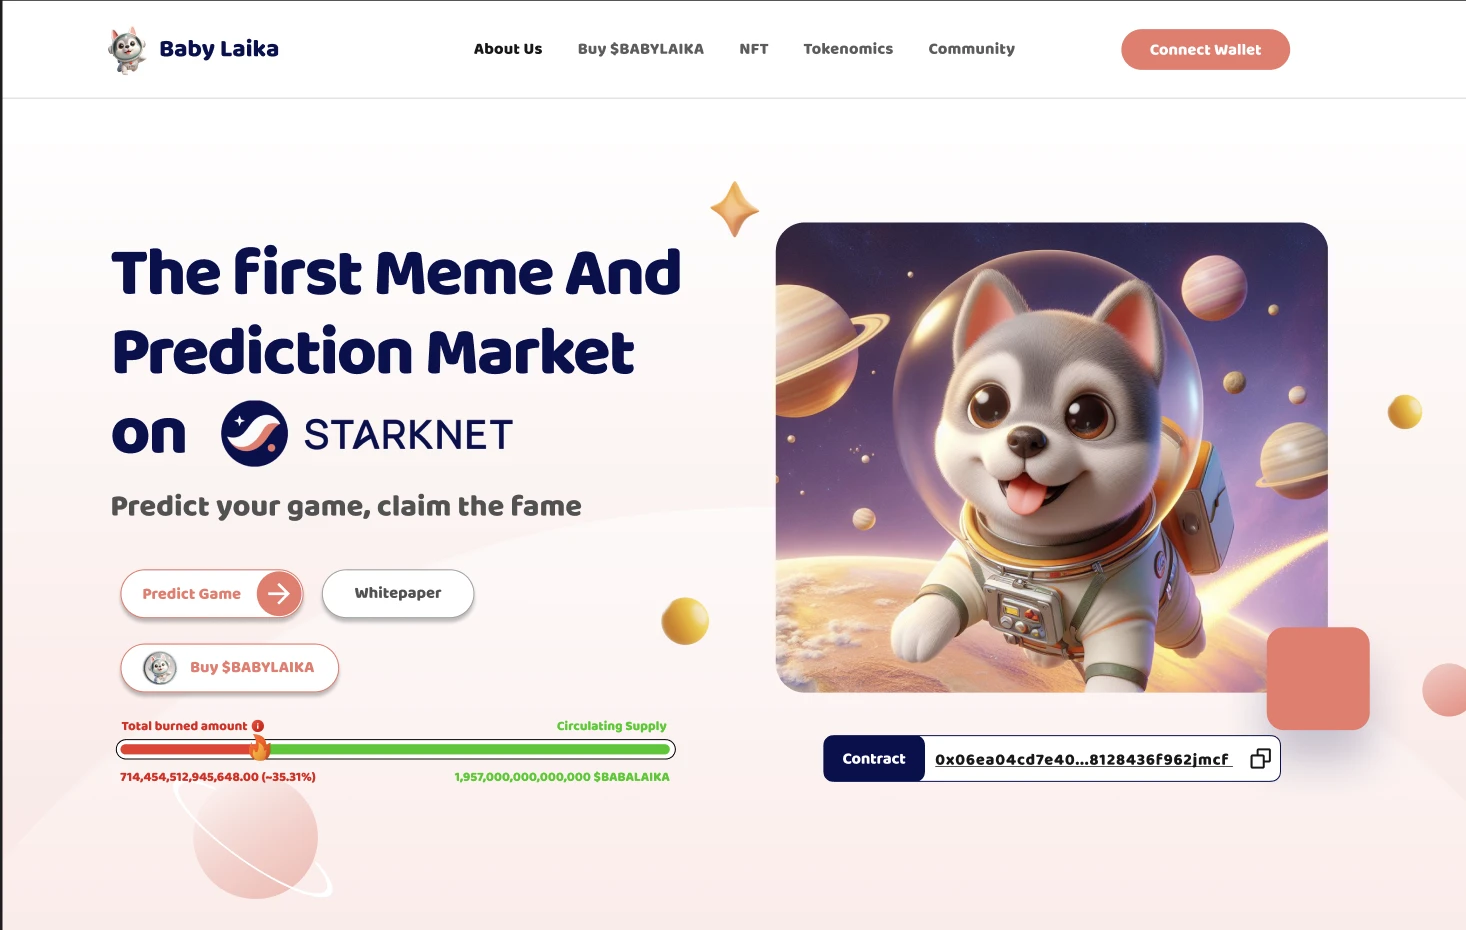 Baby Laika
About Us
Buy $BABYLAIKA
NFT
Tokenomics
Community
Connect Wallet
The first Meme And
Prediction Market
on STARKNET
Predict your game, claim the fame
Predict Game
Whitepaper
Buy $BABYLAIKA
Total burned amount
Circulating Supply
714,454,512,945,648.00 (~35.31%)
1,957,000,000,000,000 $BABALAIKA
Contract
0x06ea04cd7e40...8128436f962jmcf